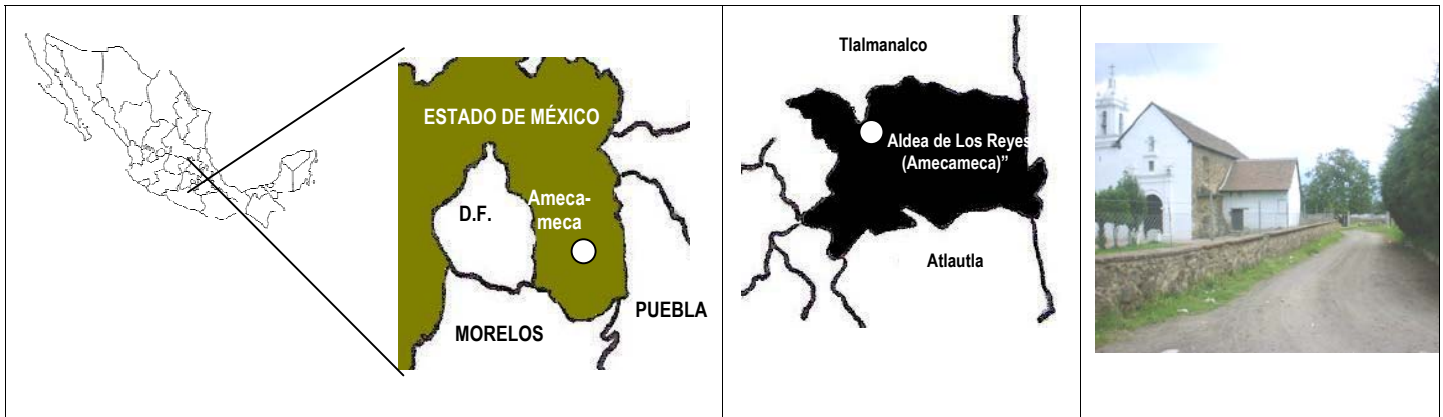 ESTADO DE MÉXICO
D.F.
Ameca-
meca
MORELOS
PUEBLA
Tlalmanalco
Aldea de Los Reyes
(Amecameca)”
Atlautla